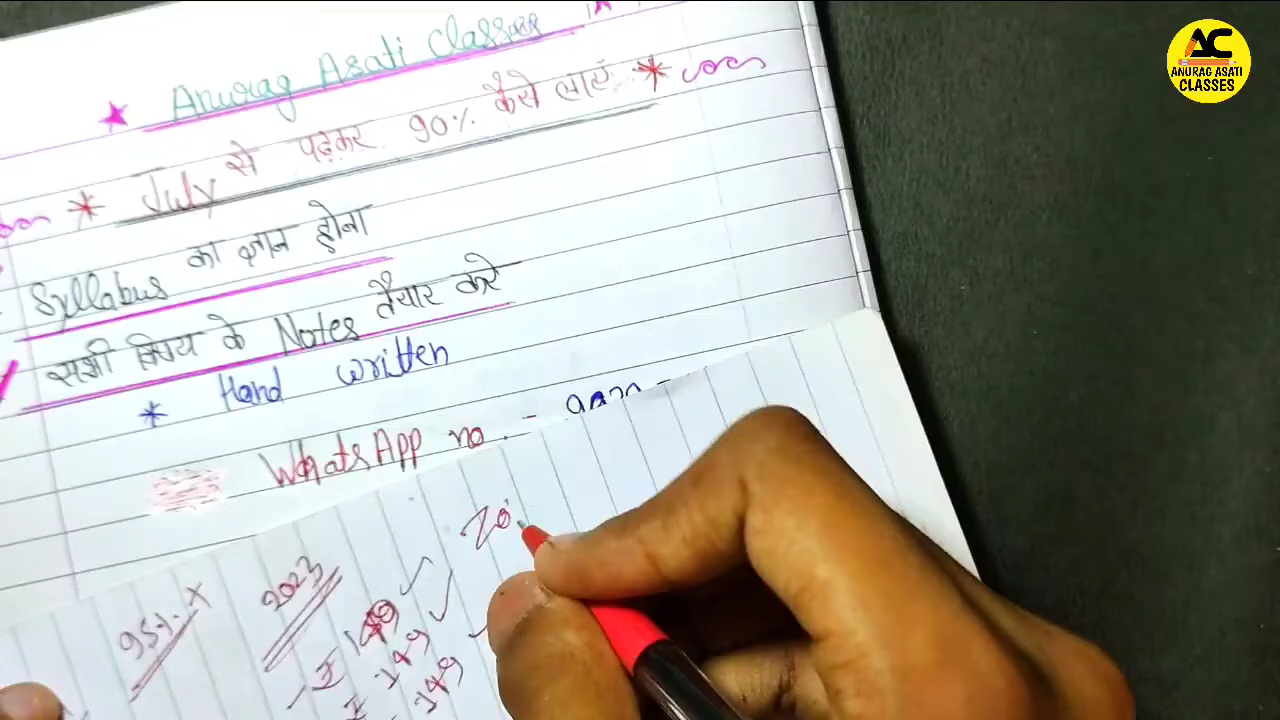 Anurag Asati Classes
July से पढ़कर 90% कैसे लाएं
Syllabus का ज्ञान होना
सभी विषय के Notes तैयार करे
* Hand written
WhatsApp no. -
95% X
2023
₹ 149
₹ 149
149
AC
ANURAG ASATI
CLASSES